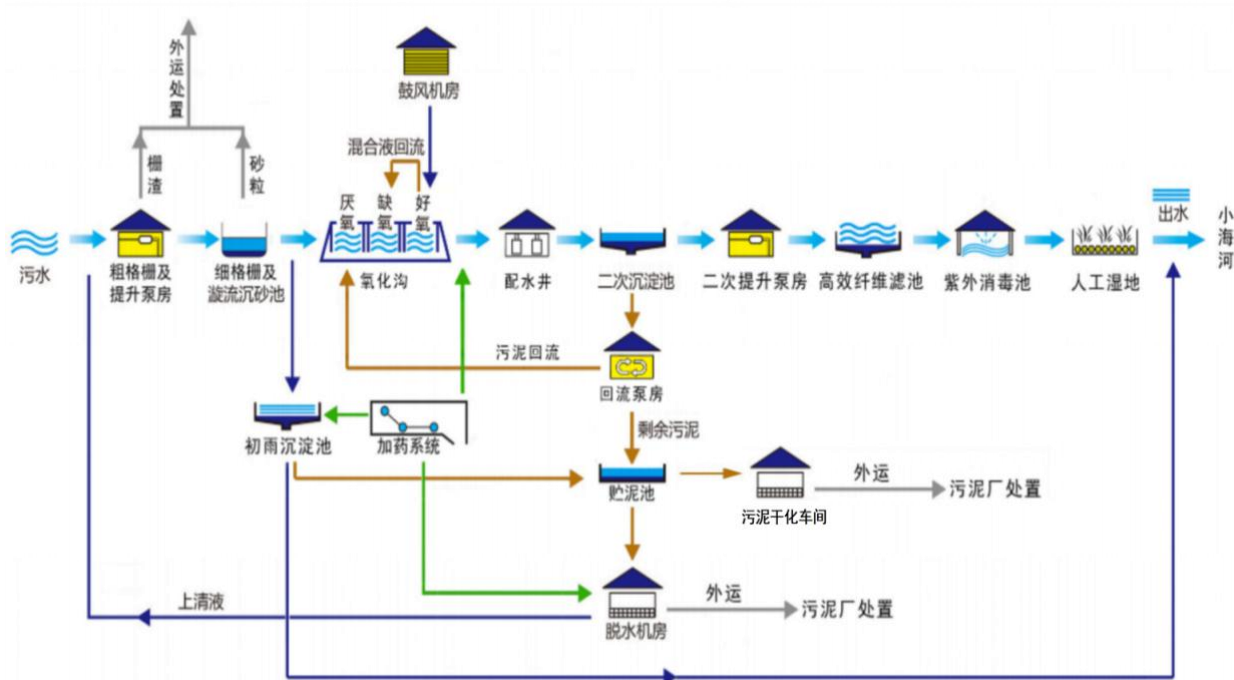 外运处置
栅渣
砂粒
鼓风机房
混合液回流
厌氧
缺氧
好氧
出水
小海河
污水
粗格栅及
提升泵房
细格栅及
漩流沉砂池
氧化沟
配水井
二次沉淀池
二次提升泵房
高效纤维滤池
紫外消毒池
人工湿地
污泥回流
回流泵房
初雨沉淀池
加药系统
剩余污泥
贮泥池
外运
污泥厂处置
污泥干化车间
上清液
外运
污泥厂处置
脱水机房